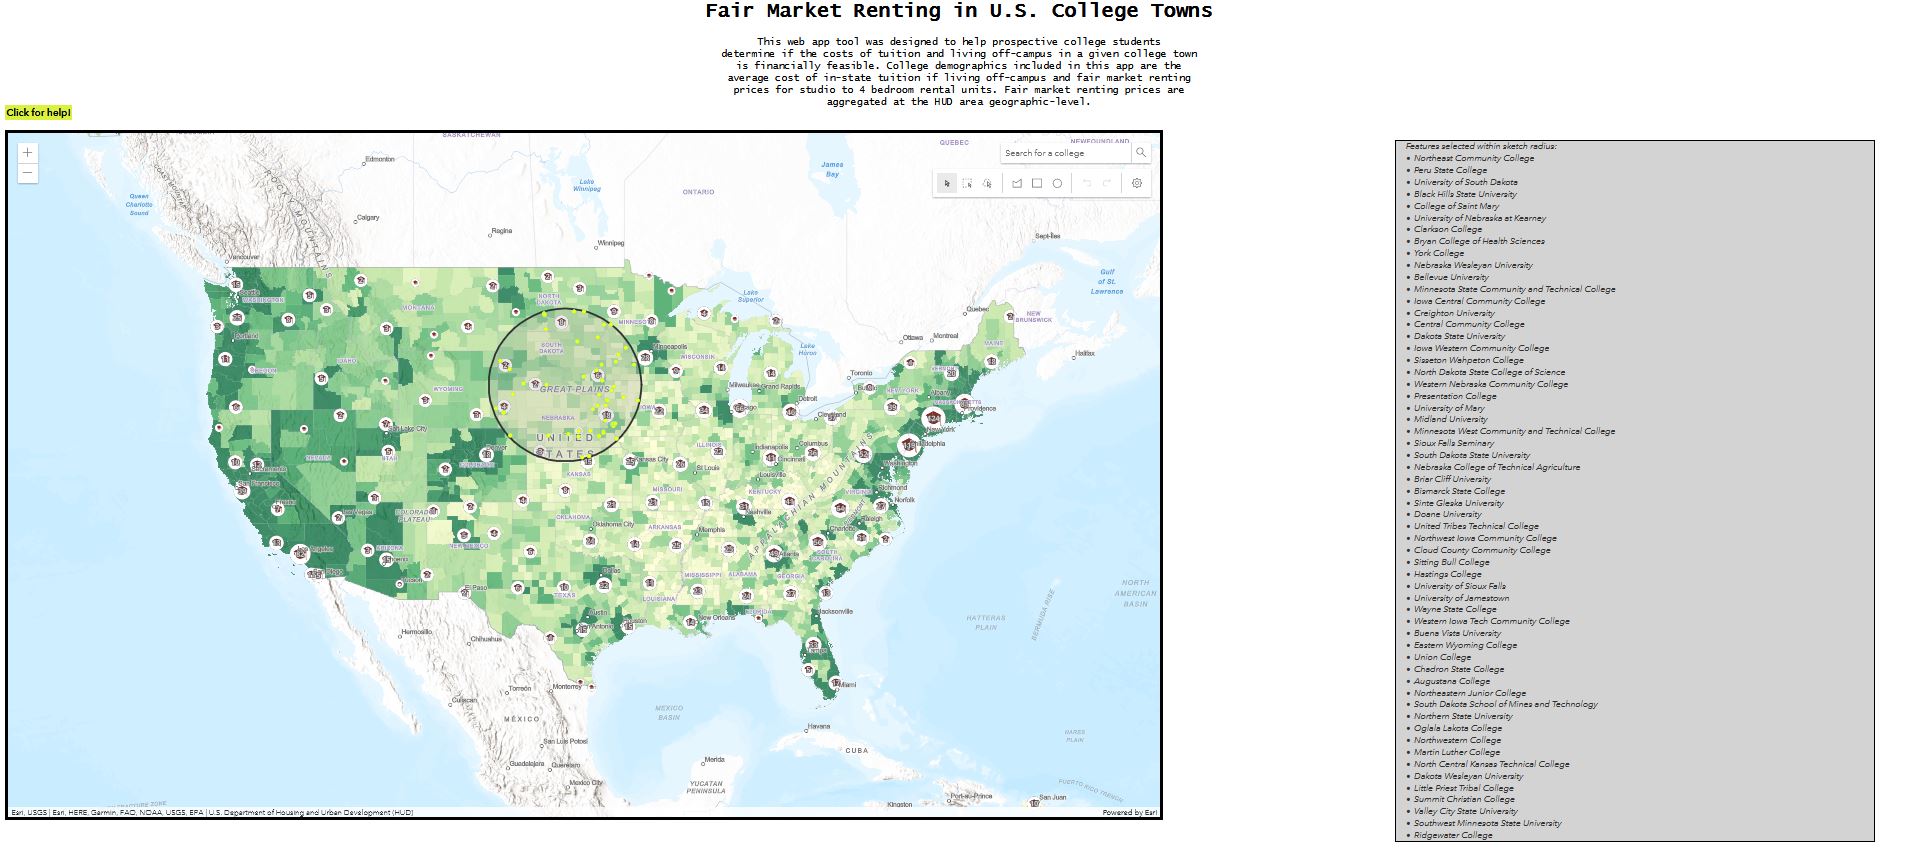 Fair Market Renting in U.S. College Towns
This web app tool was designed to help prospective college students
determine if the costs of tuition and living off-campus in a given college town
is financially feasible. College demographics included in this app are the
average cost of in-state tuition if living off-campus and fair market renting
prices for studio to 4 bedroom rental units. Fair market renting prices are
aggregated at the HUD area geographic-level.
Click for help!
SASKATCHEWAN
QUEBEC
NEWFOUNDLAND
Search for a college
Edmonton
James
Bay
Lake
Winnipeg
ONTARIO
Queen
Charlotte
Sound
ROCKY MOUNTAINS
Calgary
Regina
Winnipeg
Sept-Îles
Vancouver
Gulf
of St.
Lawrence
WASHINGTON
MONTANA
NORTH
DAKOTA
Lake
Superior
Quebec
NEW
BRUNSWICK
Portland
Ottawa
Montreal
MAINE
SOUTH
DAKOTA
Minneapolis
WISCONSIN
Lake
Huron
Halifax
IDAHO
OREGON
Toronto
VERMONT
WYOMING
GREAT PLAINS
Milwaukee
Grand Rapids
Detroit
NEW YORK
Albany
Providence
IOWA
NEBRASKA
Cleveland
New York
Salt Lake City
UNITED
STATES
Denver
ILLINOIS
Indianapolis
Columbus
Philadelphia
NEVADA
UTAH
Sacramento
KANSAS
Kansas City
St Louis
Cincinnati
Louisville
Washington
San Francisco
Fresno
Las Vegas
COLORADO
PLATEAU
MISSOURI
KENTUCKY
VIRGINIA
Richmond
Norfolk
Nashville
APPALACHIAN MOUNTAINS
Raleigh
OKLAHOMA
Oklahoma City
ARKANSAS
Memphis
Charlotte
ARIZONA
NEW MEXICO
Atlanta
SOUTH
CAROLINA
San Diego
Tucson
El Paso
Dallas
MISSISSIPPI
ALABAMA
GEORGIA
TEXAS
LOUISIANA
NORTH
AMERICAN
BASIN
Austin
San Antonio
Houston
New Orleans
FLORIDA
Jacksonville
HATTERAS
PLAIN
BERMUDA RISE
Hermosillo
Chihuahua
Miami
Torreón
Monterrey
Culiacan
MÉXICO
MEXICO
BASIN
Havana
NARES
PLAIN
San Luis Potosí
CUBA
Guadalajara
Queretaro
Merida
Mexico City
YUCATAN
PENINSULA
PUERTO RICO TRENCH
Kingston
Port-au-Prince
San Juan
Esri, USGS | Esri, HERE, Garmin, FAO, NOAA, USGS, EPA | U.S. Department of Housing and Urban Development (HUD)
Powered by Esri
Features selected within sketch radius:
• Northeast Community College
• Peru State College
• University of South Dakota
• Black Hills State University
• College of Saint Mary
• University of Nebraska at Kearney
• Clarkson College
• Bryan College of Health Sciences
• York College
• Nebraska Wesleyan University
• Bellevue University
• Minnesota State Community and Technical College
• Iowa Central Community College
• Creighton University
• Central Community College
• Dakota State University
• Iowa Western Community College
• Sisseton Wahpeton College
• North Dakota State College of Science
• Western Nebraska Community College
• Presentation College
• University of Mary
• Midland University
• Minnesota West Community and Technical College
• Sioux Falls Seminary
• South Dakota State University
• Nebraska College of Technical Agriculture
• Briar Cliff University
• Bismarck State College
• Sinte Gleska University
• Doane University
• United Tribes Technical College
• Northwest Iowa Community College
• Cloud County Community College
• Sitting Bull College
• Hastings College
• University of Sioux Falls
• University of Jamestown
• Wayne State College
• Western Iowa Tech Community College
• Buena Vista University
• Eastern Wyoming College
• Union College
• Chadron State College
• Augustana College
• Northeastern Junior College
• South Dakota School of Mines and Technology
• Northern State University
• Oglala Lakota College
• Northwestern College
• Martin Luther College
• North Central Kansas Technical College
• Dakota Wesleyan University
• Little Priest Tribal College
• Summit Christian College
• Valley City State University
• Southwest Minnesota State University
• Ridgewater College